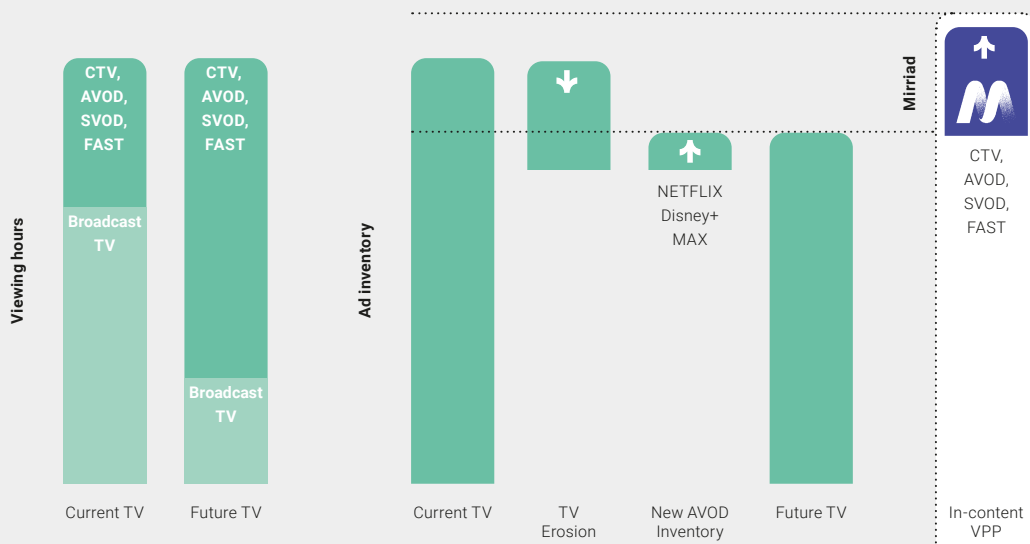 Viewing hours
CTV,
AVOD,
SVOD,
FAST
Broadcast
TV
Current TV
CTV,
AVOD,
SVOD,
FAST
Broadcast
TV
Future TV
Ad inventory
Current TV
TV
Erosion
NETFLIX
Disney+
MAX
New AVOD
Inventory
Future TV
Mirriad
M
CTV,
AVOD,
SVOD,
FAST
In-content
VPP